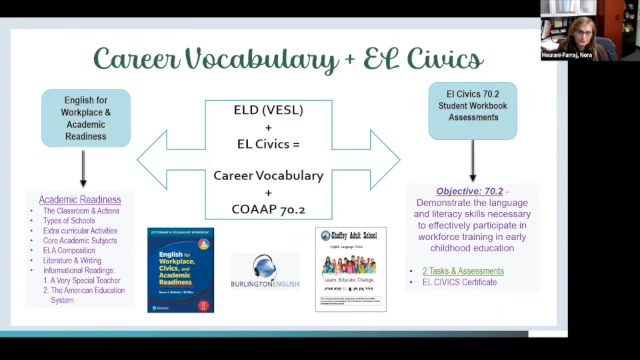 Career Vocabulary + EL Civics
Hourani-Farraj, Nora
English for
Workplace &
Academic
Readiness
Academic Readiness
• The Classroom & Actions
• Types of Schools
• Extra curricular Activities
• Core Academic Subjects
• ELA Composition
• Literature & Writing
• Informational Readings:
1. A Very Special Teacher
2. The American Education
System
ELD (VESL)
+
EL Civics =
Career Vocabulary
+
COAAP 70.2
El Civics 70.2
Student Workbook
Assessments
Objective: 70.2 -
Demonstrate the language
and literacy skills necessary
to effectively participate in
workforce training in early
childhood education
• 2 Tasks & Assessments
• EL CIVICS Certificate
DICTIONARY & VOCABULARY WORKBOOK
English for
Workplace, Civics,
and Academic
Readiness
Pearson
BURLINGTONENGLISH
Chaffey Adult School
English Language Civics
Learn. Educate. Change.